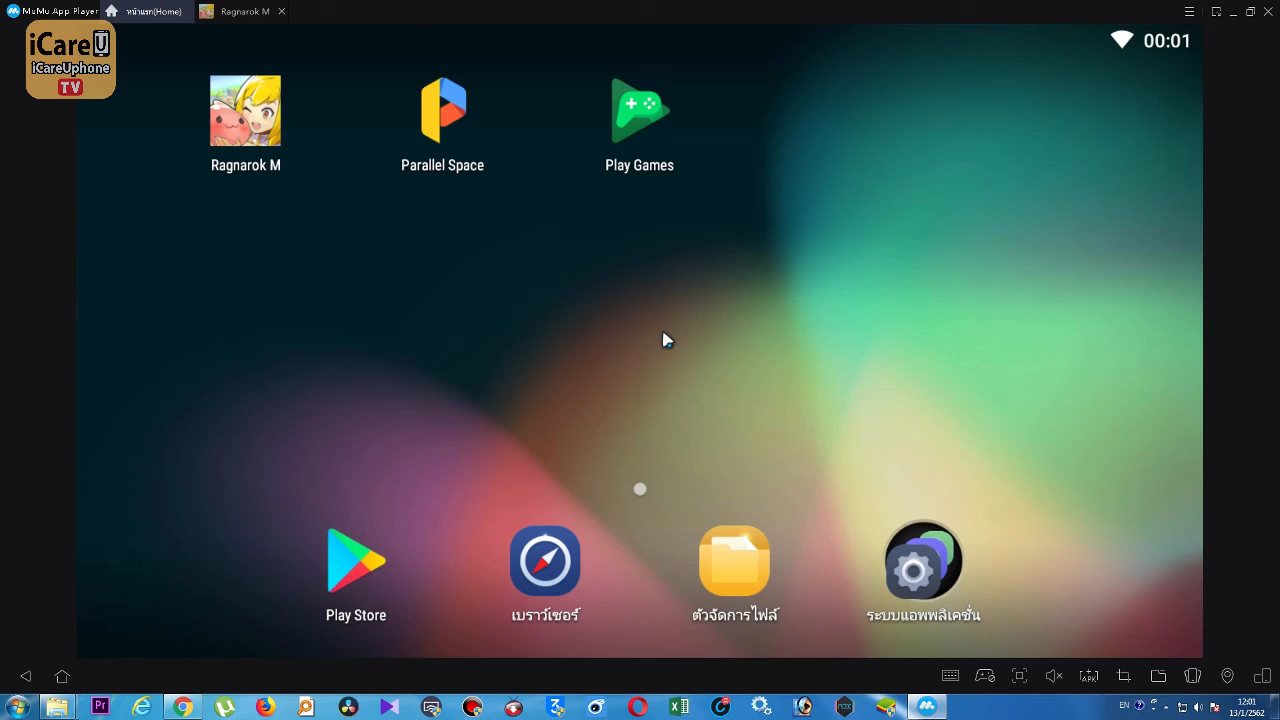 MuMu App Player
หน้าแรก(Home)
Ragnarok M
iCareU
iCareUphone
TV
00:01
Ragnarok M
Parallel Space
Play Games
Play Store
เบราว์เซอร์
ตัวจัดการไฟล์
ระบบแอพพลิเคชั่น
EN
12:01
13/1/2562